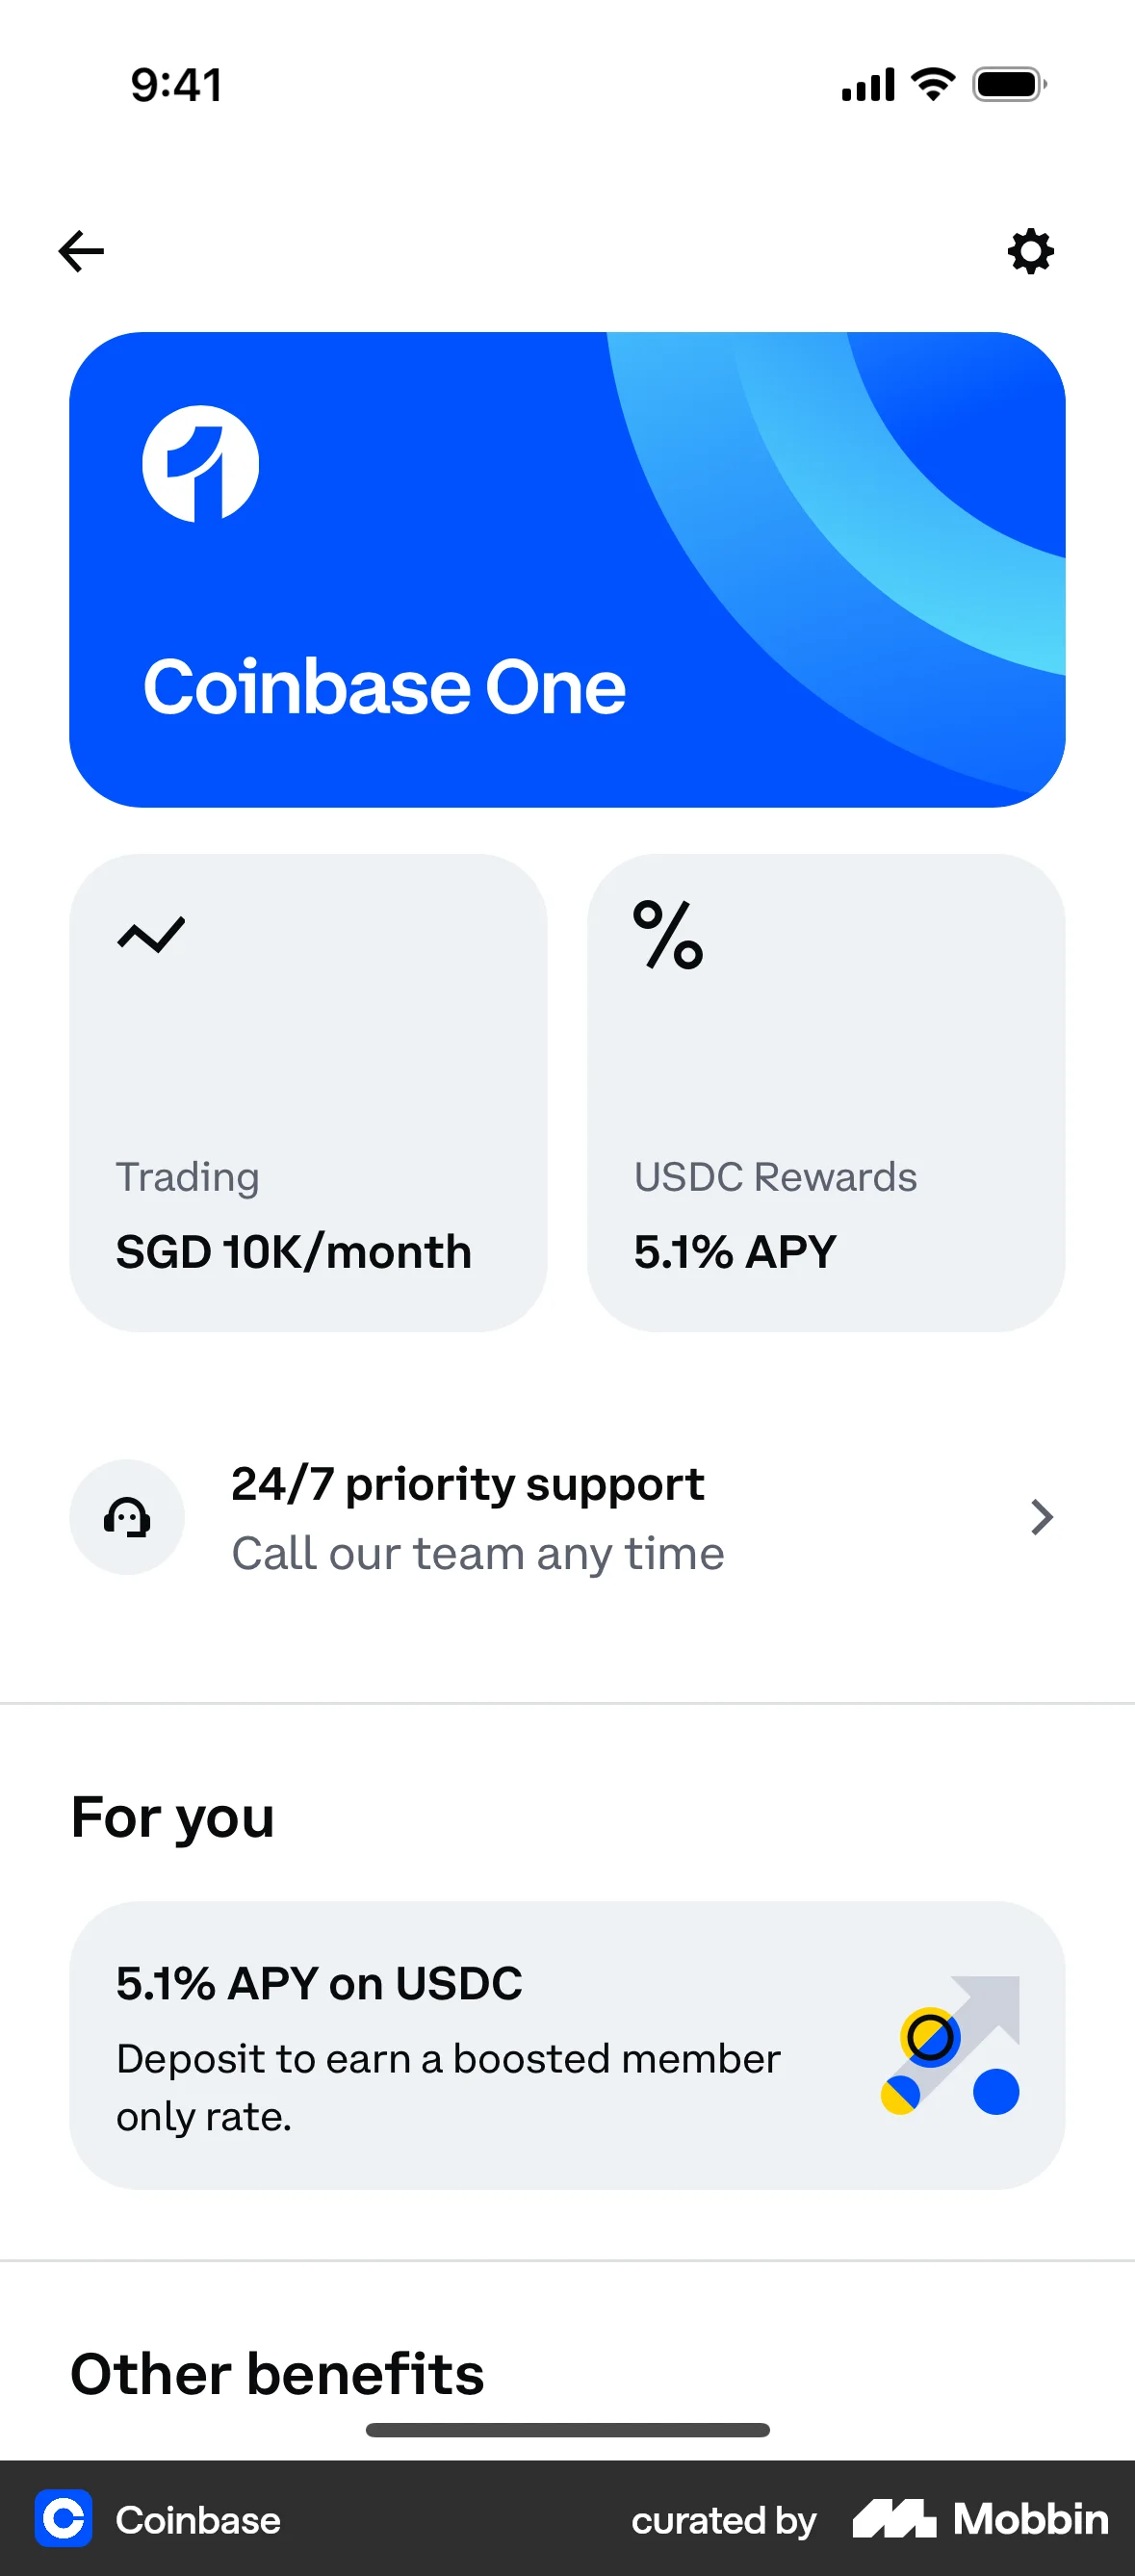 9:41
Coinbase One
Trading
SGD 10K/month
USDC Rewards
5.1% APY
24/7 priority support
Call our team any time
For you
5.1% APY on USDC
Deposit to earn a boosted member
only rate.
Other benefits
Coinbase
curated by Mobbin